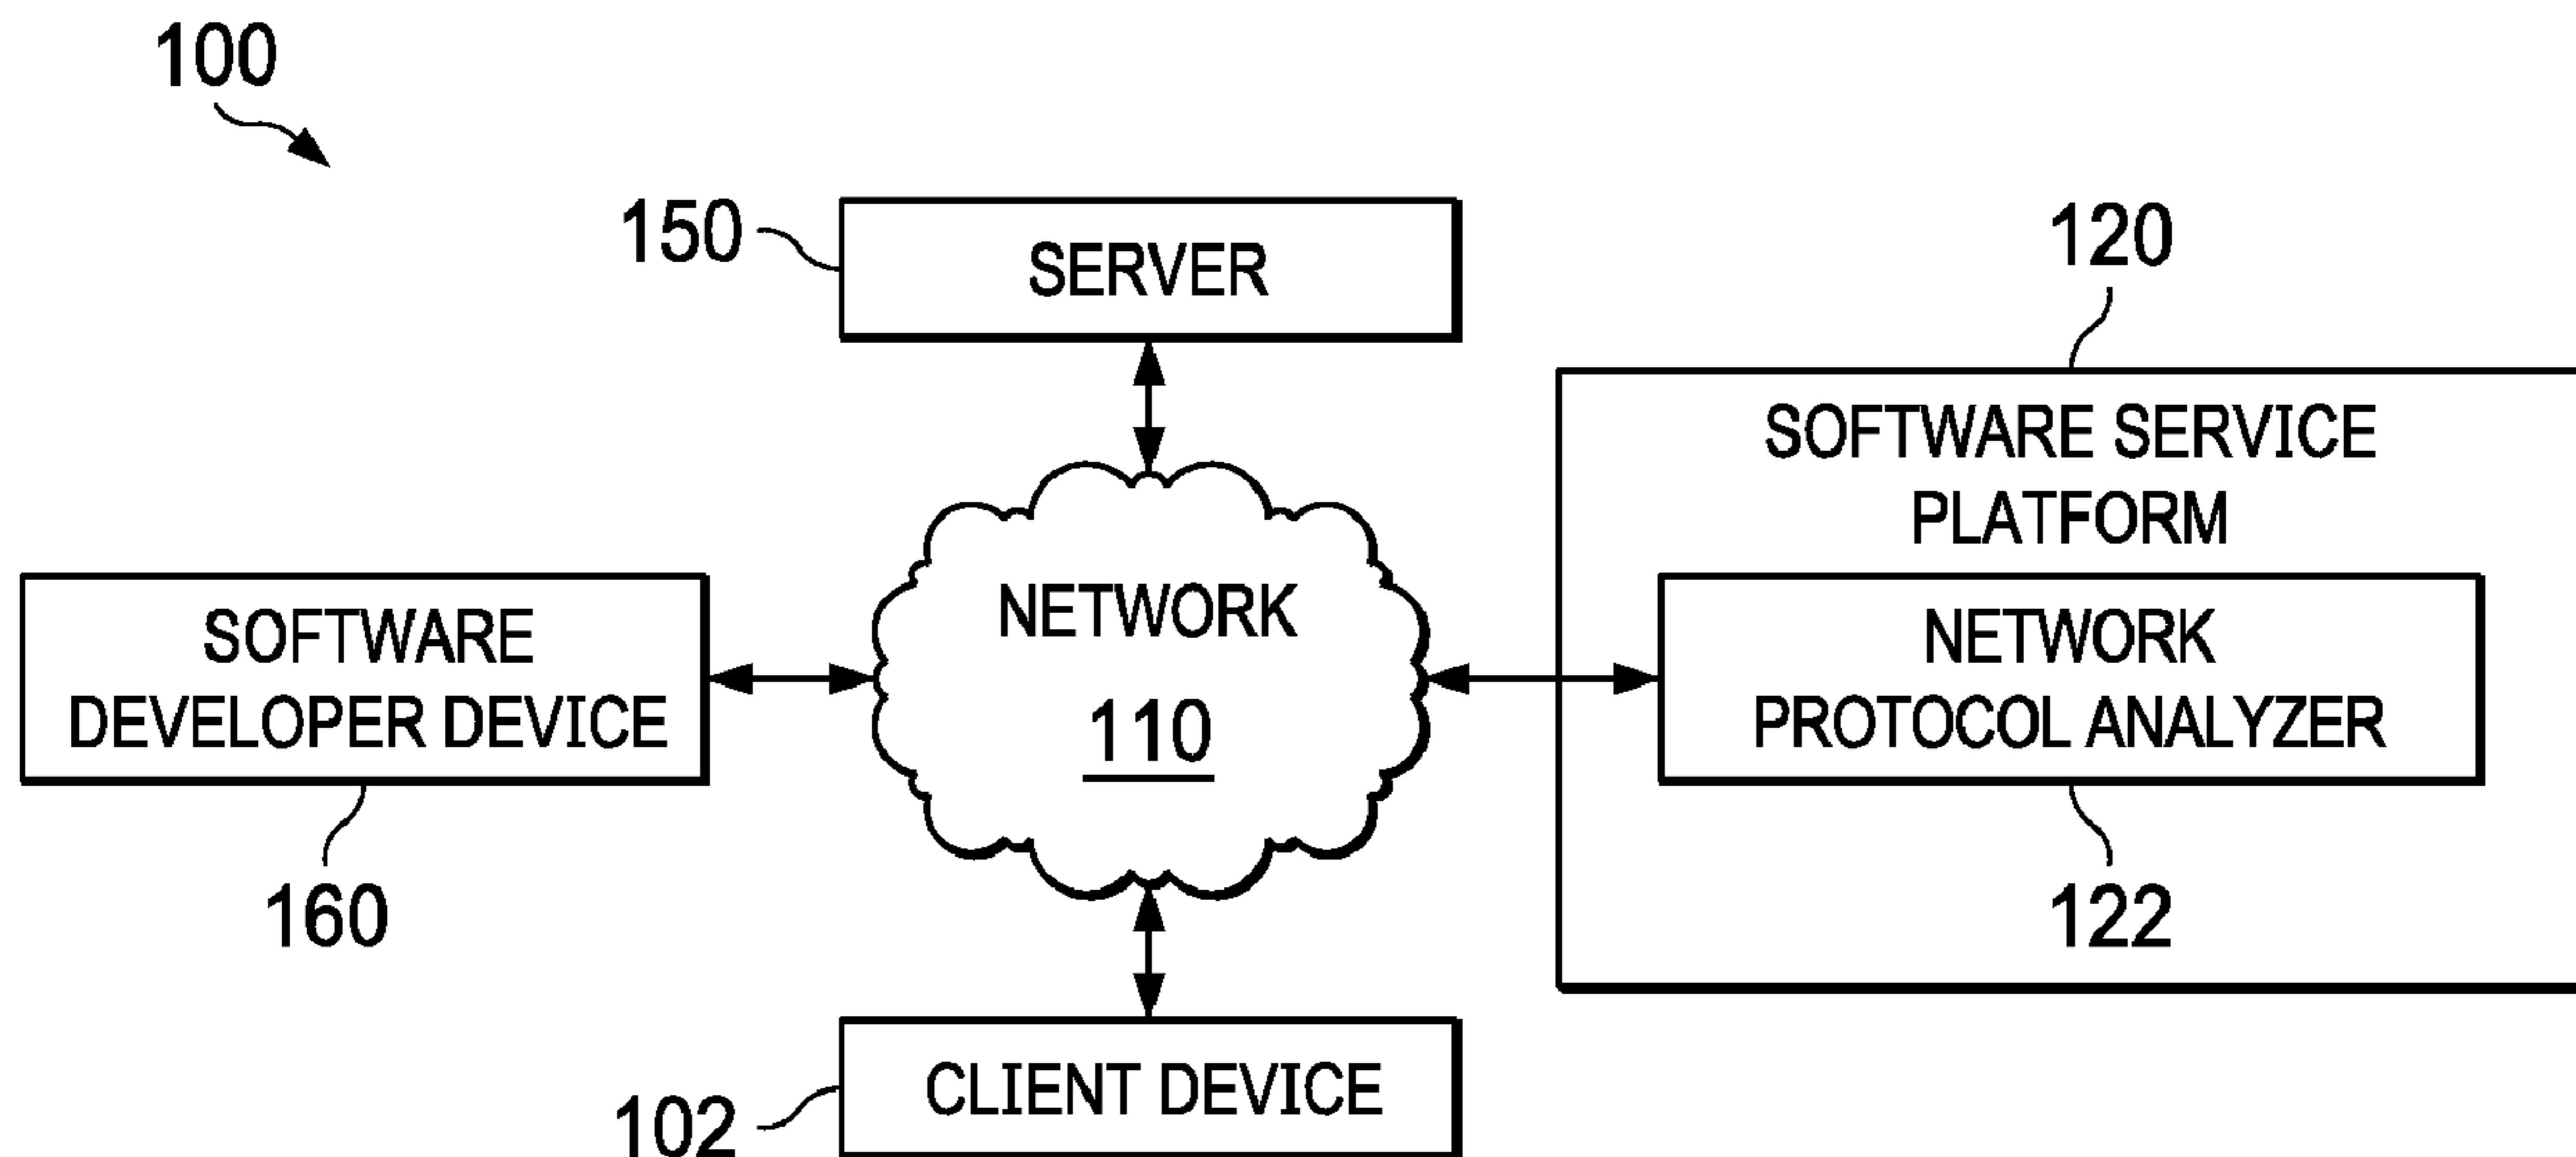 100
150
SERVER
120
SOFTWARE SERVICE
PLATFORM
SOFTWARE
DEVELOPER DEVICE
160
NETWORK
110
NETWORK
PROTOCOL ANALYZER
122
CLIENT DEVICE
102